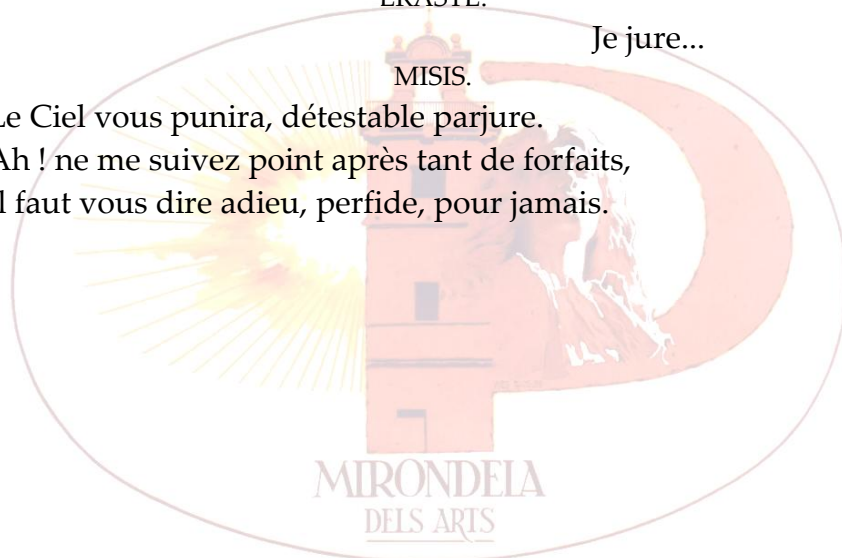 ERASTE.
Je jure...
MISIS.
Le Ciel vous punira, détestable parjure.
Ah ! ne me suivez point après tant de forfaits,
Il faut vous dire adieu, perfide, pour jamais.
MIRONDELA
DELS ARTS